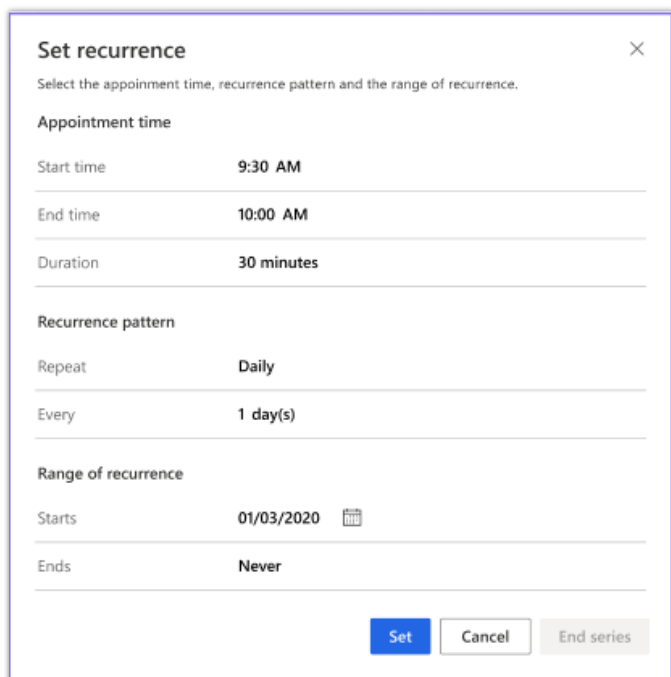 Set recurrence
Select the appoinment time, recurrence pattern and the range of recurrence.
Appointment time
Start time 9:30 AM
End time 10:00 AM
Duration 30 minutes
Recurrence pattern
Repeat Daily
Every 1 day(s)
Range of recurrence
Starts 01/03/2020
Ends Never
Set Cancel End series